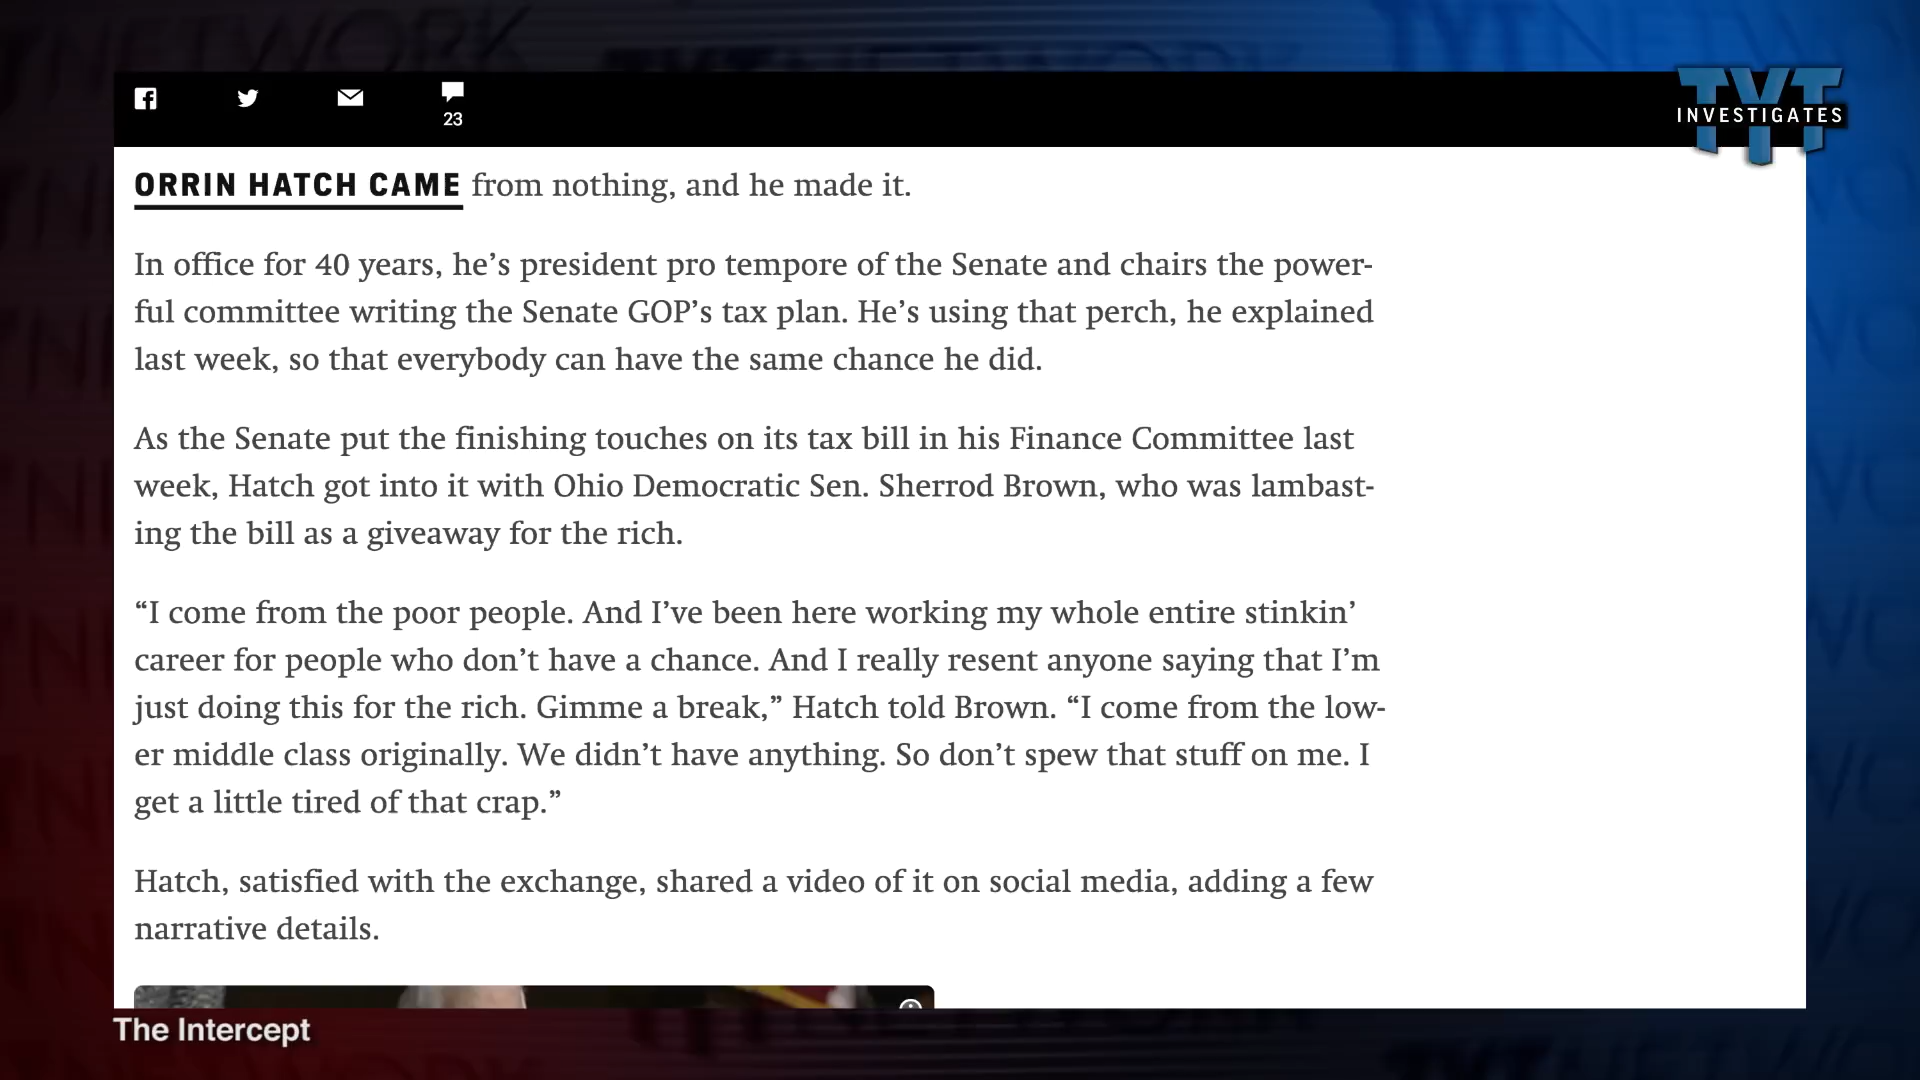 23
TYT
INVESTIGATES
ORRIN HATCH CAME from nothing, and he made it.
In office for 40 years, he’s president pro tempore of the Senate and chairs the power-
ful committee writing the Senate GOP’s tax plan. He’s using that perch, he explained
last week, so that everybody can have the same chance he did.
As the Senate put the finishing touches on its tax bill in his Finance Committee last
week, Hatch got into it with Ohio Democratic Sen. Sherrod Brown, who was lambast-
ing the bill as a giveaway for the rich.
“I come from the poor people. And I’ve been here working my whole entire stinkin’
career for people who don’t have a chance. And I really resent anyone saying that I’m
just doing this for the rich. Gimme a break,” Hatch told Brown. “I come from the low-
er middle class originally. We didn’t have anything. So don’t spew that stuff on me. I
get a little tired of that crap.”
Hatch, satisfied with the exchange, shared a video of it on social media, adding a few
narrative details.
The Intercept